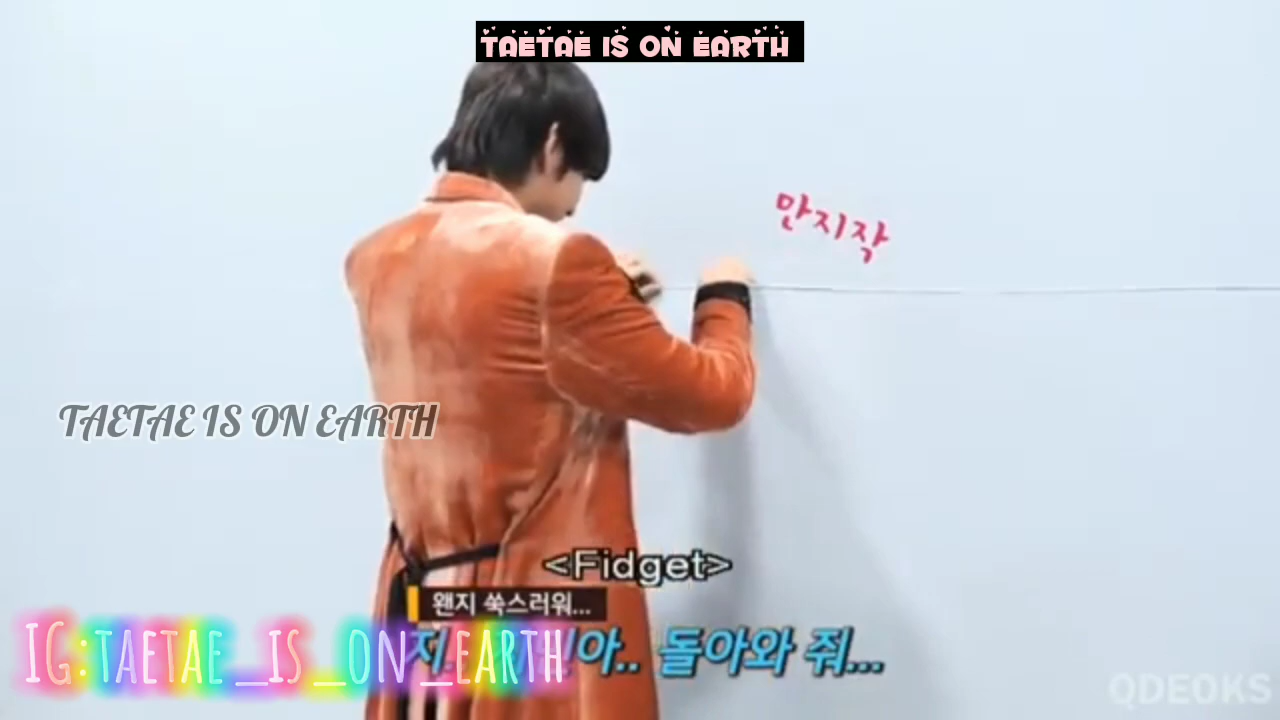 TAETAE IS ON EARTH
만지작
TAETAE IS ON EARTH
<Fidget>
왠지 쑥스러워...
돌아와 줘...
IG:TAETAE_IS_ON_EARTH
QDEOKS